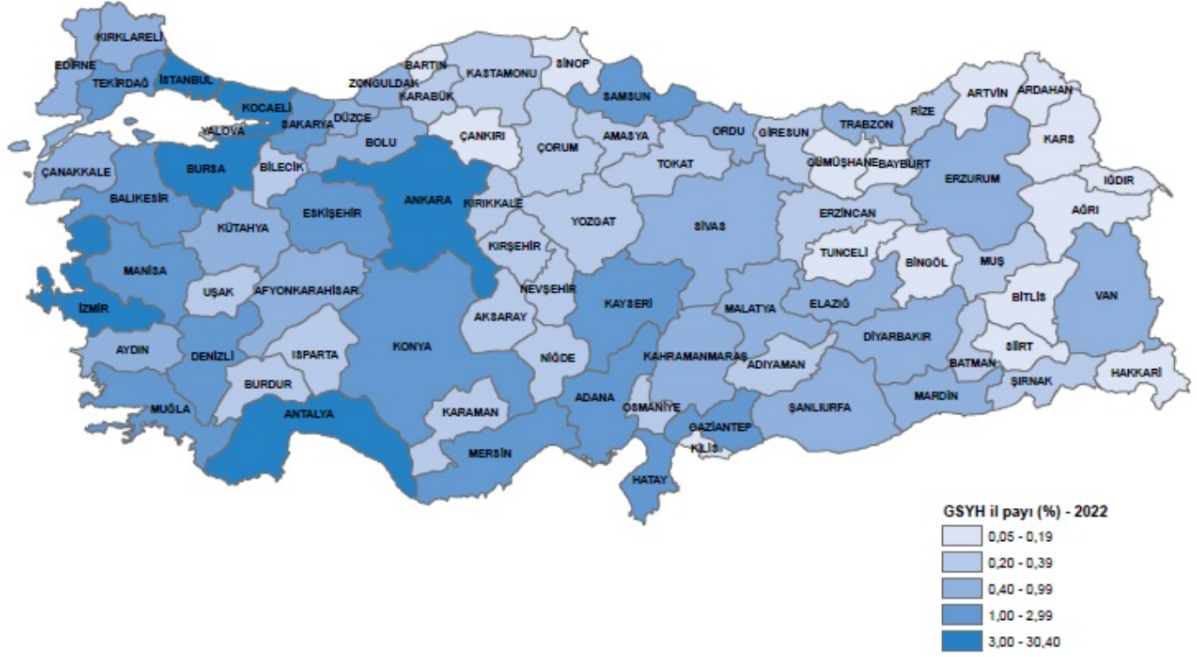 KIRKLARELİ
EDİRNE
TEKİRDAĞ
İSTANBUL
KOCAELİ
YALOVA
SAKARYA
DÜZCE
ZONGULDAK
BARTIN
KARABÜK
KASTAMONU
SİNOP
SAMSUN
BOLU
ÇANKIRI
ÇORUM
AMASYA
TOKAT
ORDU
GİRESUN
TRABZON
RİZE
ARTVİN
ARDAHAN
KARS
GÜMÜŞHANE
BAYBURT
ERZURUM
IĞDIR
AĞRI
ÇANAKKALE
BALIKESİR
BURSA
BİLECİK
ESKİŞEHİR
ANKARA
KIRIKKALE
KÜTAHYA
YOZGAT
SİVAS
ERZİNCAN
KIRŞEHİR
TUNCELİ
BİNGÖL
MUŞ
BİTLİS
VAN
MANİSA
UŞAK
AFYONKARAHİSAR
NEVŞEHİR
KAYSERİ
MALATYA
ELAZIĞ
İZMİR
AKSARAY
DİYARBAKIR
AYDIN
DENİZLİ
ISPARTA
KONYA
NİĞDE
KAHRAMANMARAŞ
ADIYAMAN
BATMAN
SİİRT
ŞIRNAK
HAKKARİ
BURDUR
MUĞLA
ANTALYA
KARAMAN
ADANA
OSMANİYE
ŞANLIURFA
MARDİN
GAZİANTEP
KİLİS
MERSİN
HATAY
GSYH il payı (%) - 2022
0,05 - 0,19
0,20 - 0,39
0,40 - 0,99
1,00 - 2,99
3,00 - 30,40